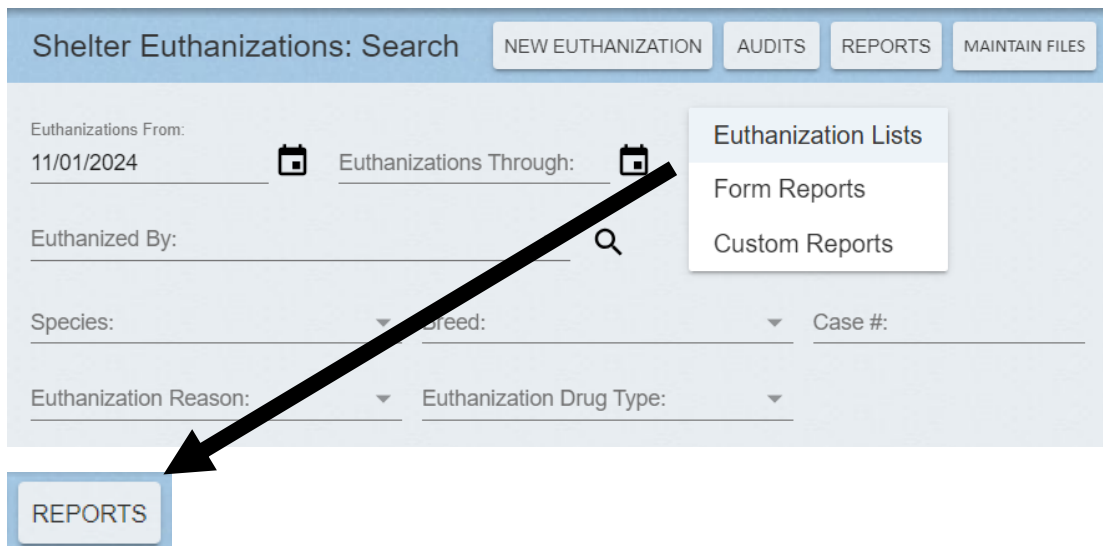 Shelter Euthanizations: Search NEW EUTHANIZATION AUDITS REPORTS MAINTAIN FILES
Euthanizations From:
11/01/2024 Euthanizations Through:
Euthanization Lists
Form Reports
Custom Reports
Euthanized By:
Species: Breed: Case #:
Euthanization Reason: Euthanization Drug Type:
REPORTS